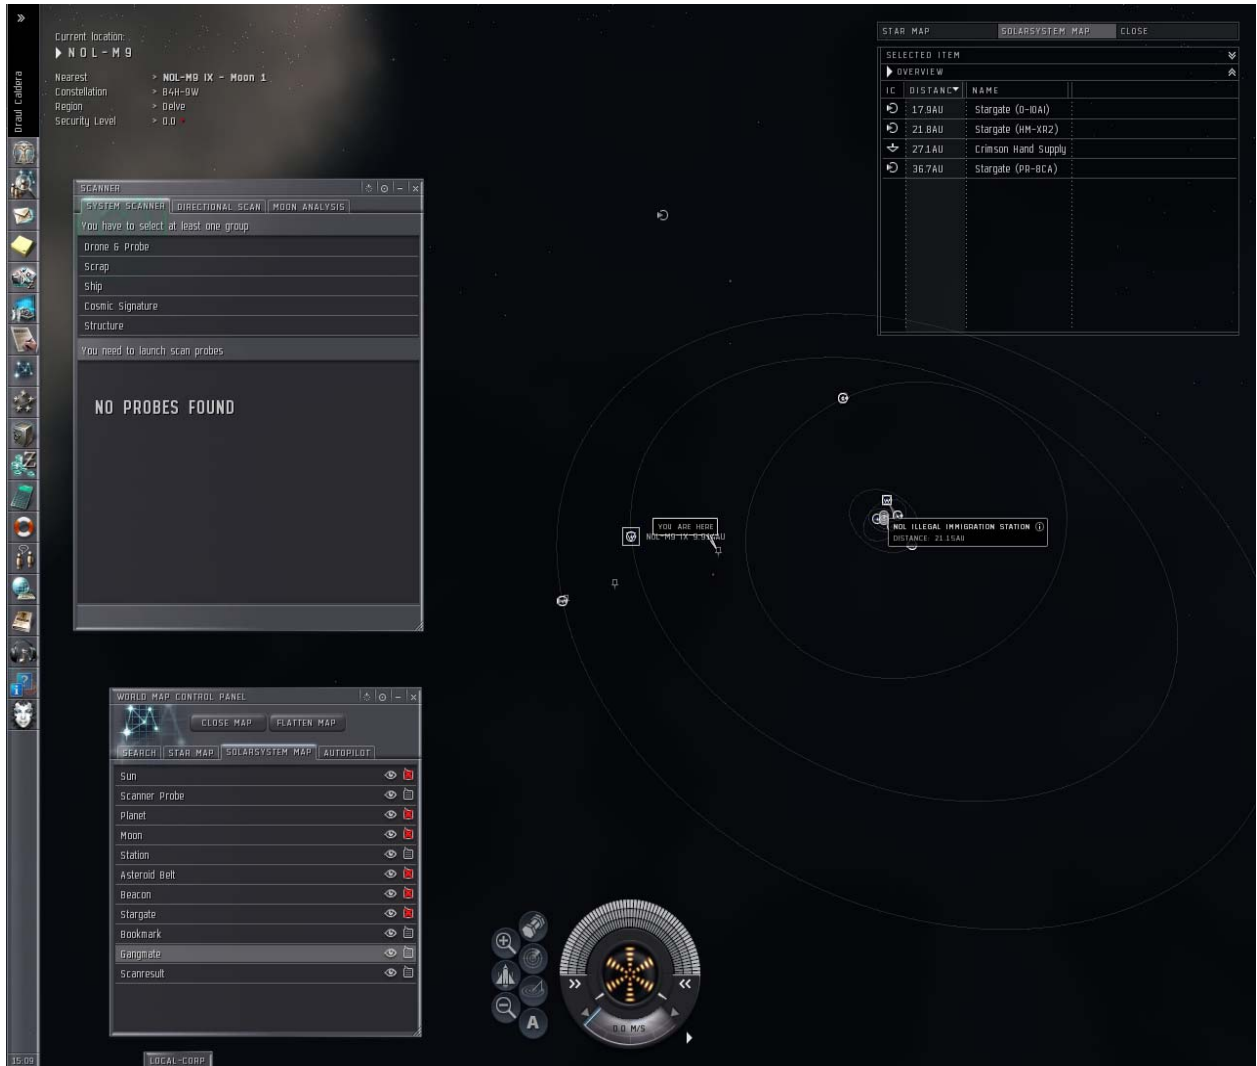 Draul Caldera
Current location:
NOL-M9
Nearest > NOL-M9 IX - Moon 1
Constellation > B4H-9W
Region > Delve
Security Level > 0.0
STAR MAP SOLARSYSTEM MAP CLOSE
SELECTED ITEM
OVERVIEW
IC DISTANC NAME
17.9AU Stargate (O-IOAI)
21.8AU Stargate (HM-XR2)
27.1AU Crimson Hand Supply
36.7AU Stargate (PR-8CA)
SCANNER
SYSTEM SCANNER DIRECTIONAL SCAN MOON ANALYSIS
You have to select at least one group
Drone & Probe
Scrap
Ship
Cosmic Signature
Structure
You need to launch scan probes
NO PROBES FOUND
YOU ARE HERE
NOL-M9 IX
NOL ILLEGAL IMMIGRATION STATION
DISTANCE: 21.15AU
WORLD MAP CONTROL PANEL
CLOSE MAP FLATTEN MAP
SEARCH STAR MAP SOLARSYSTEM MAP AUTOPILOT
Sun
Scanner Probe
Planet
Moon
Station
Asteroid Belt
Beacon
Stargate
Bookmark
Gangmate
Scanresult
A
0.0 M/S
15:09
LOCAL-CORP